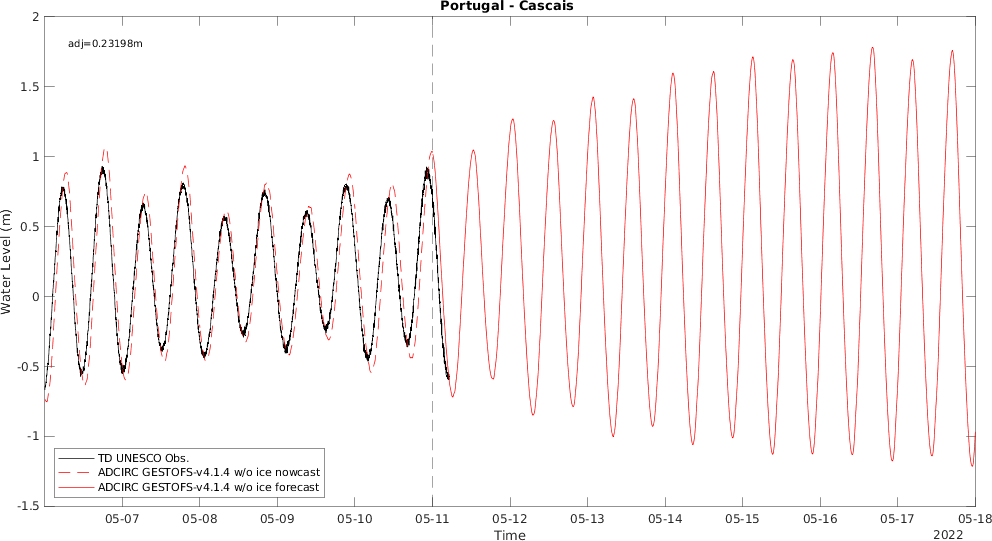 Portugal - Cascais
adj=0.23198m
2
1.5
1
0.5
0
-0.5
-1
-1.5
Water Level (m)
TD UNESCO Obs.
ADCIRC GESTOFS-v4.1.4 w/o ice nowcast
ADCIRC GESTOFS-v4.1.4 w/o ice forecast
05-07 05-08 05-09 05-10 05-11 05-12 05-13 05-14 05-15 05-16 05-17 05-18
Time
2022